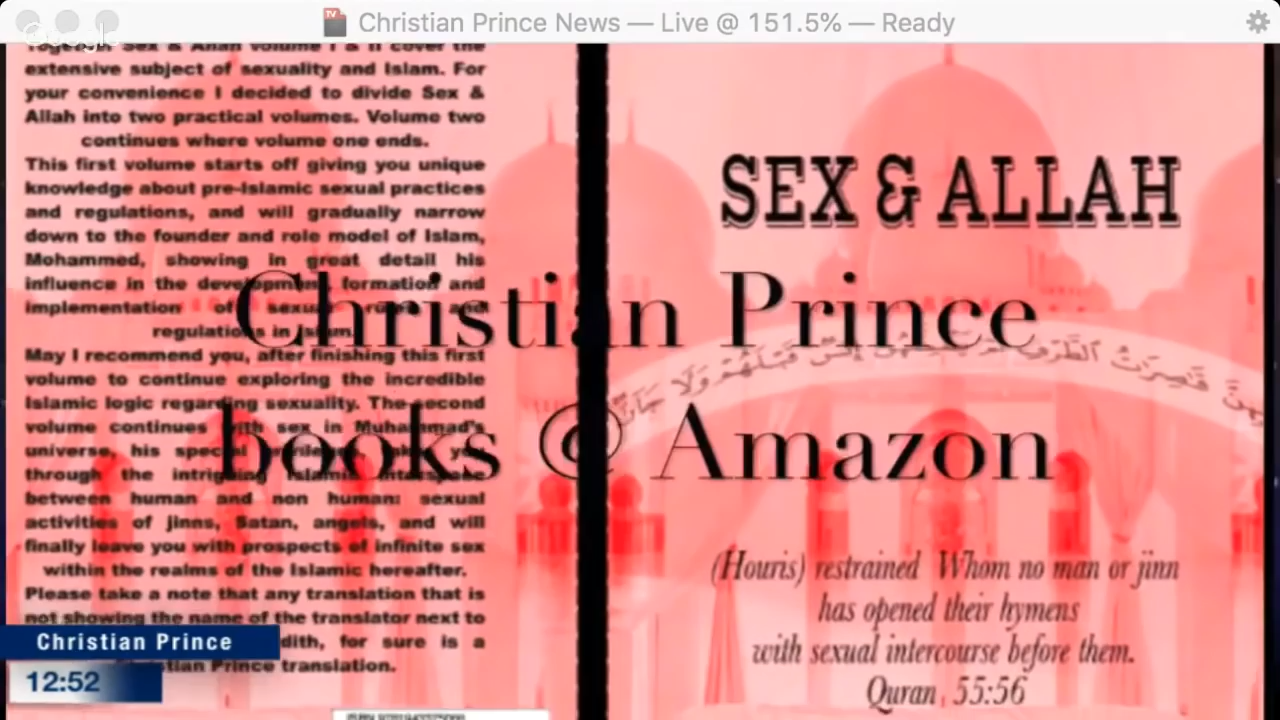 Christian Prince News — Live @ 151.5% — Ready
Google
Together Sex & Allah volume I & II cover the
extensive subject of sexuality and Islam. For
your convenience I decided to divide Sex &
Allah into two practical volumes. Volume two
continues where volume one ends.
This first volume starts off giving you unique
knowledge about pre-Islamic sexual practices
and regulations, and will gradually narrow
down to the founder and role model of Islam,
Mohammed, showing in great detail his
influence in the development, formation and
implementation of sexual rules and
regulations in Islam.
May I recommend you, after finishing this first
volume to continue exploring the incredible
Islamic logic regarding sexuality. The second
volume continues with sex in Muhammad's
universe, his special privileges, you
through the intriguing Islamic interspace
between human and non human: sexual
activities of jinns, Satan, angels, and will
finally leave you with prospects of infinite sex
within the realms of the Islamic hereafter.
Please take a note that any translation that is
not showing the name of the translator next to
dith, for sure is a
stian Prince translation.
SEX & ALLAH
Christian Prince
books @ Amazon
(Houris) restrained Whom no man or jinn
has opened their hymens
with sexual intercourse before them.
Quran, 55:56
Christian Prince
12:52